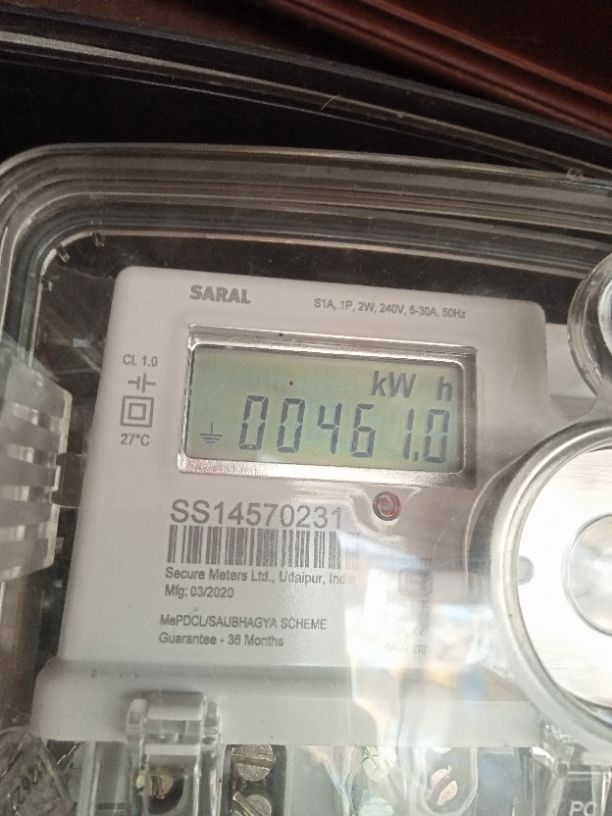 SARAL
S1A, 1P, 2W, 240V, 5-30A, 50Hz
Cl. 1.0
27°C
kW h
00461.0
SS14570231
Secure Meters Ltd., Udaipur, India
Mfg: 03/2020
MePDCL/SAUBHAGYA SCHEME
Guarantee - 36 Months
PO